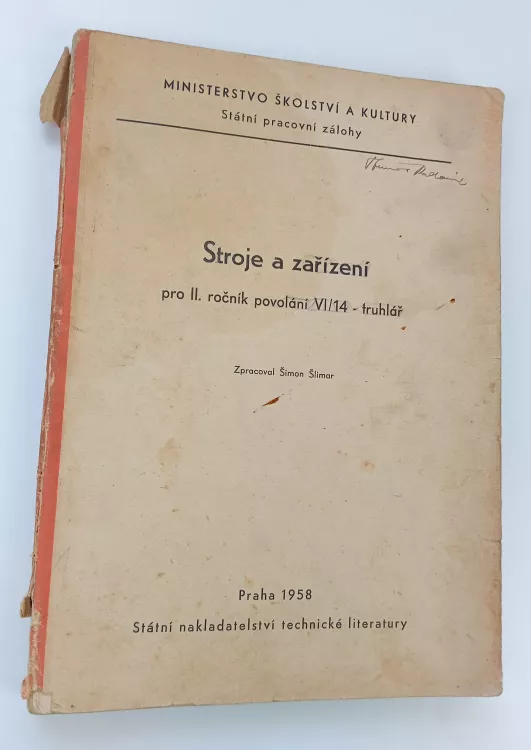 MINISTERSTVO ŠKOLSTVÍ A KULTURY
Státní pracovní zálohy
Stroje a zařízení
pro II. ročník povolání VI/14 - truhlář
Zpracoval Šimon Šlimar
Praha 1958
Státní nakladatelství technické literatury